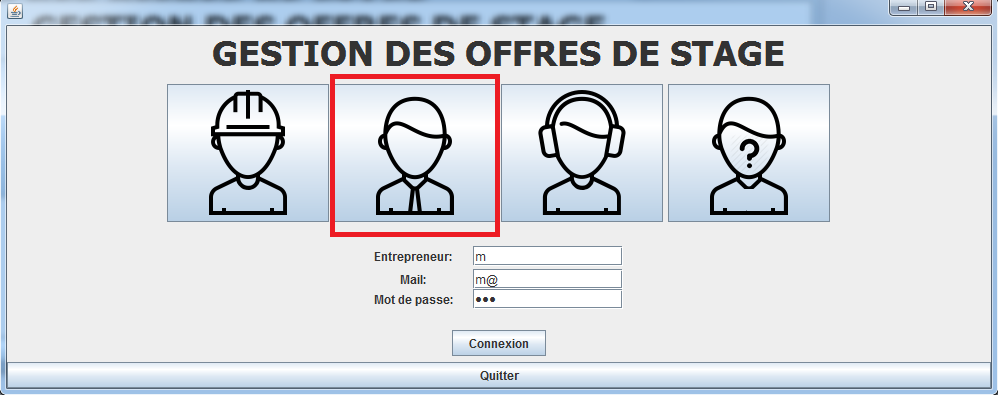 GESTION DES OFFRES DE STAGE
?
Entrepreneur: m
Mail: m@
Mot de passe: •••
Connexion
Quitter